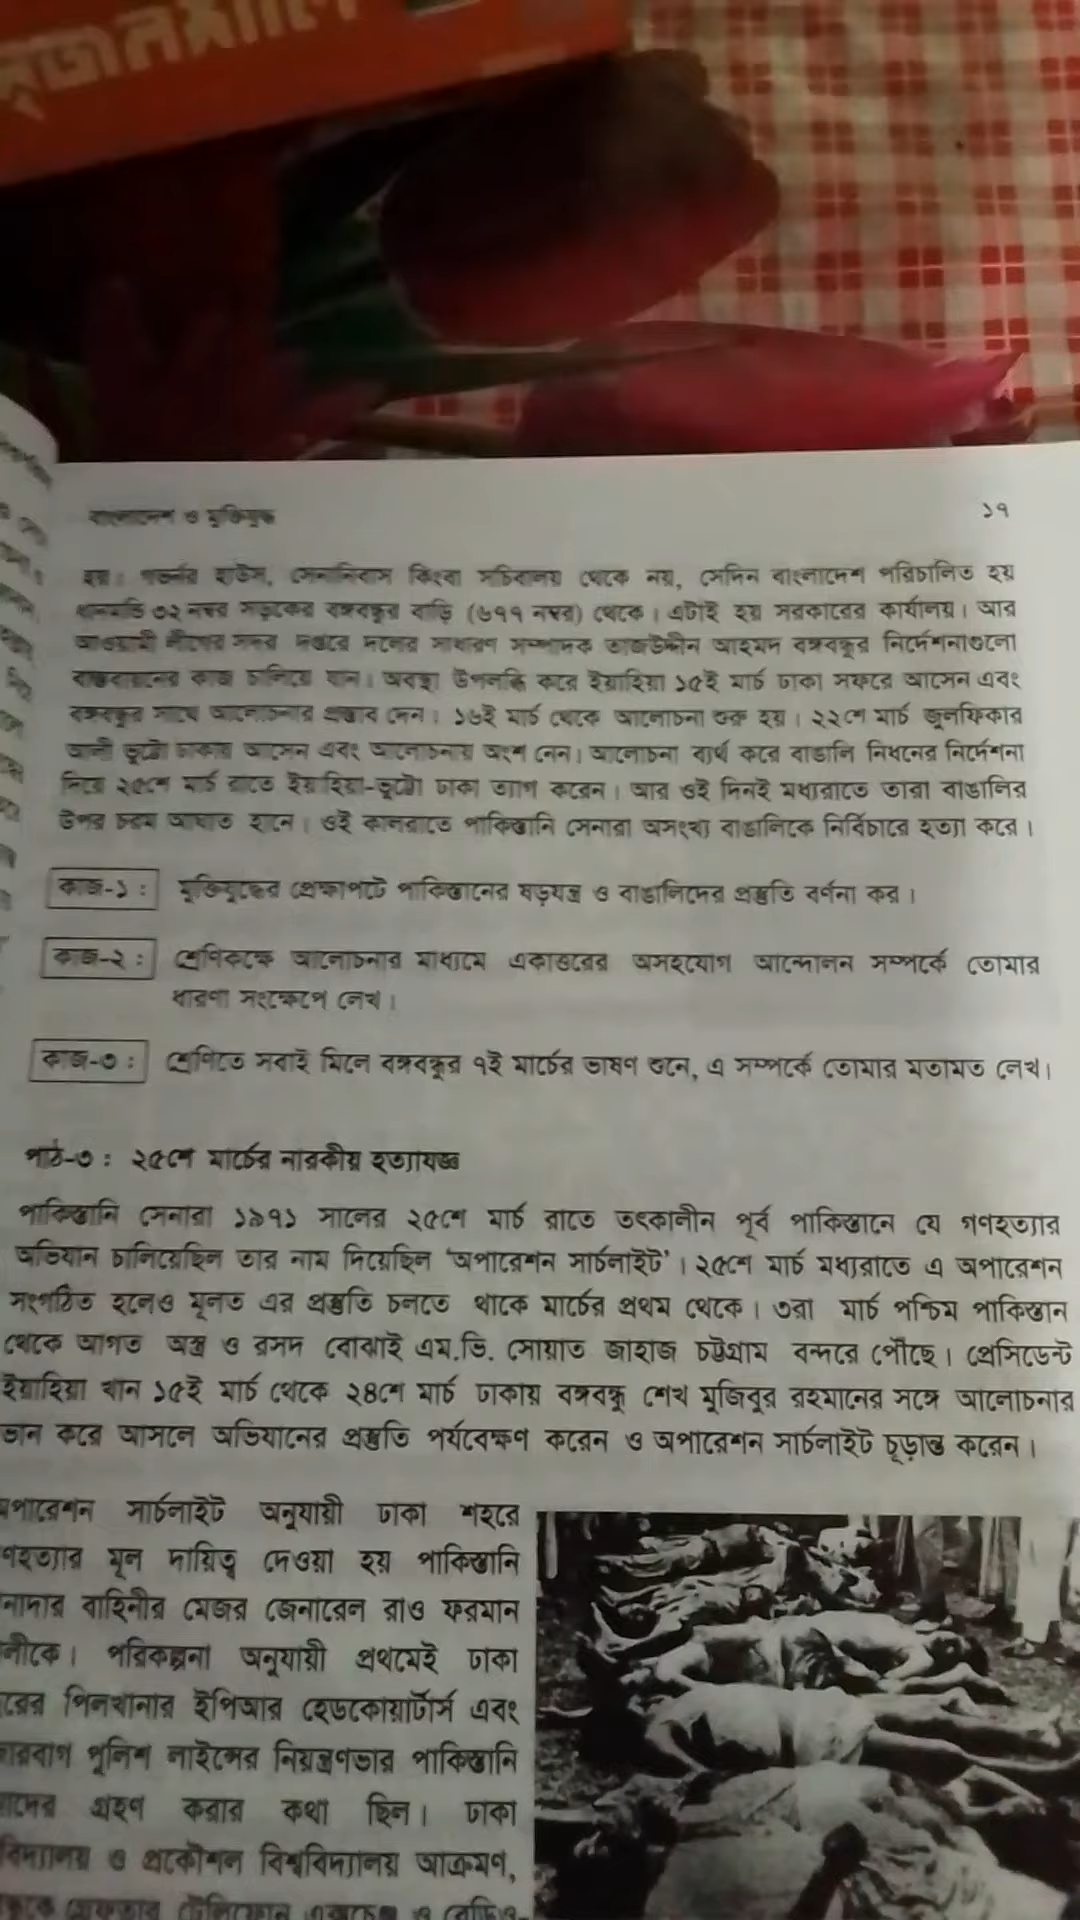 সৃজনশীল
বাংলাদেশ ও মুক্তিযুদ্ধ ১৭
হয়। গভর্নর হাউস, সেনানিবাস কিংবা সচিবালয় থেকে নয়, সেদিন বাংলাদেশ পরিচালিত হয়
ধানমন্ডি ৩২ নম্বর সড়কের বঙ্গবন্ধুর বাড়ি (৬৭৭ নম্বর) থেকে। এটাই হয় সরকারের কার্যালয়। আর
আওয়ামী লীগের সদর দপ্তরে দলের সাধারণ সম্পাদক তাজউদ্দীন আহমদ বঙ্গবন্ধুর নির্দেশনাগুলো
বাস্তবায়নের কাজ চালিয়ে যান। অবস্থা উপলব্ধি করে ইয়াহিয়া ১৫ই মার্চ ঢাকা সফরে আসেন এবং
বঙ্গবন্ধুর সাথে আলোচনার প্রস্তাব দেন। ১৬ই মার্চ থেকে আলোচনা শুরু হয়। ২২শে মার্চ জুলফিকার
আলী ভুট্টো ঢাকায় আসেন এবং আলোচনায় অংশ নেন। আলোচনা ব্যর্থ করে বাঙালি নিধনের নির্দেশনা
দিয়ে ২৫শে মার্চ রাতে ইয়াহিয়া-ভুট্টো ঢাকা ত্যাগ করেন। আর ওই দিনই মধ্যরাতে তারা বাঙালির
উপর চরম আঘাত হানে। ওই কালরাতে পাকিস্তানি সেনারা অসংখ্য বাঙালিকে নির্বিচারে হত্যা করে।
কাজ-১ : মুক্তিযুদ্ধের প্রেক্ষাপটে পাকিস্তানের ষড়যন্ত্র ও বাঙালিদের প্রস্তুতি বর্ণনা কর।
কাজ-২ : শ্রেণিকক্ষে আলোচনার মাধ্যমে একাত্তরের অসহযোগ আন্দোলন সম্পর্কে তোমার
ধারণা সংক্ষেপে লেখ।
কাজ-৩ : শ্রেণিতে সবাই মিলে বঙ্গবন্ধুর ৭ই মার্চের ভাষণ শুনে, এ সম্পর্কে তোমার মতামত লেখ।
পাঠ-৩ : ২৫শে মার্চের নারকীয় হত্যাযজ্ঞ
পাকিস্তানি সেনারা ১৯৭১ সালের ২৫শে মার্চ রাতে তৎকালীন পূর্ব পাকিস্তানে যে গণহত্যার
অভিযান চালিয়েছিল তার নাম দিয়েছিল ‘অপারেশন সার্চলাইট’। ২৫শে মার্চ মধ্যরাতে এ অপারেশন
সংগঠিত হলেও মূলত এর প্রস্তুতি চলতে থাকে মার্চের প্রথম থেকে। ৩রা মার্চ পশ্চিম পাকিস্তান
থেকে আগত অস্ত্র ও রসদ বোঝাই এম.ভি. সোয়াত জাহাজ চট্টগ্রাম বন্দরে পৌঁছে। প্রেসিডেন্ট
ইয়াহিয়া খান ১৫ই মার্চ থেকে ২৪শে মার্চ ঢাকায় বঙ্গবন্ধু শেখ মুজিবুর রহমানের সঙ্গে আলোচনার
ভান করে আসলে অভিযানের প্রস্তুতি পর্যবেক্ষণ করেন ও অপারেশন সার্চলাইট চূড়ান্ত করেন।
পারেশন সার্চলাইট অনুযায়ী ঢাকা শহরে
ণহত্যার মূল দায়িত্ব দেওয়া হয় পাকিস্তানি
নাদার বাহিনীর মেজর জেনারেল রাও ফরমান
লীকে। পরিকল্পনা অনুযায়ী প্রথমেই ঢাকা
রের পিলখানার ইপিআর হেডকোয়ার্টার্স এবং
ারবাগ পুলিশ লাইন্সের নিয়ন্ত্রণভার পাকিস্তানি
াদের গ্রহণ করার কথা ছিল। ঢাকা
বিদ্যালয় ও প্রকৌশল বিশ্ববিদ্যালয় আক্রমণ,